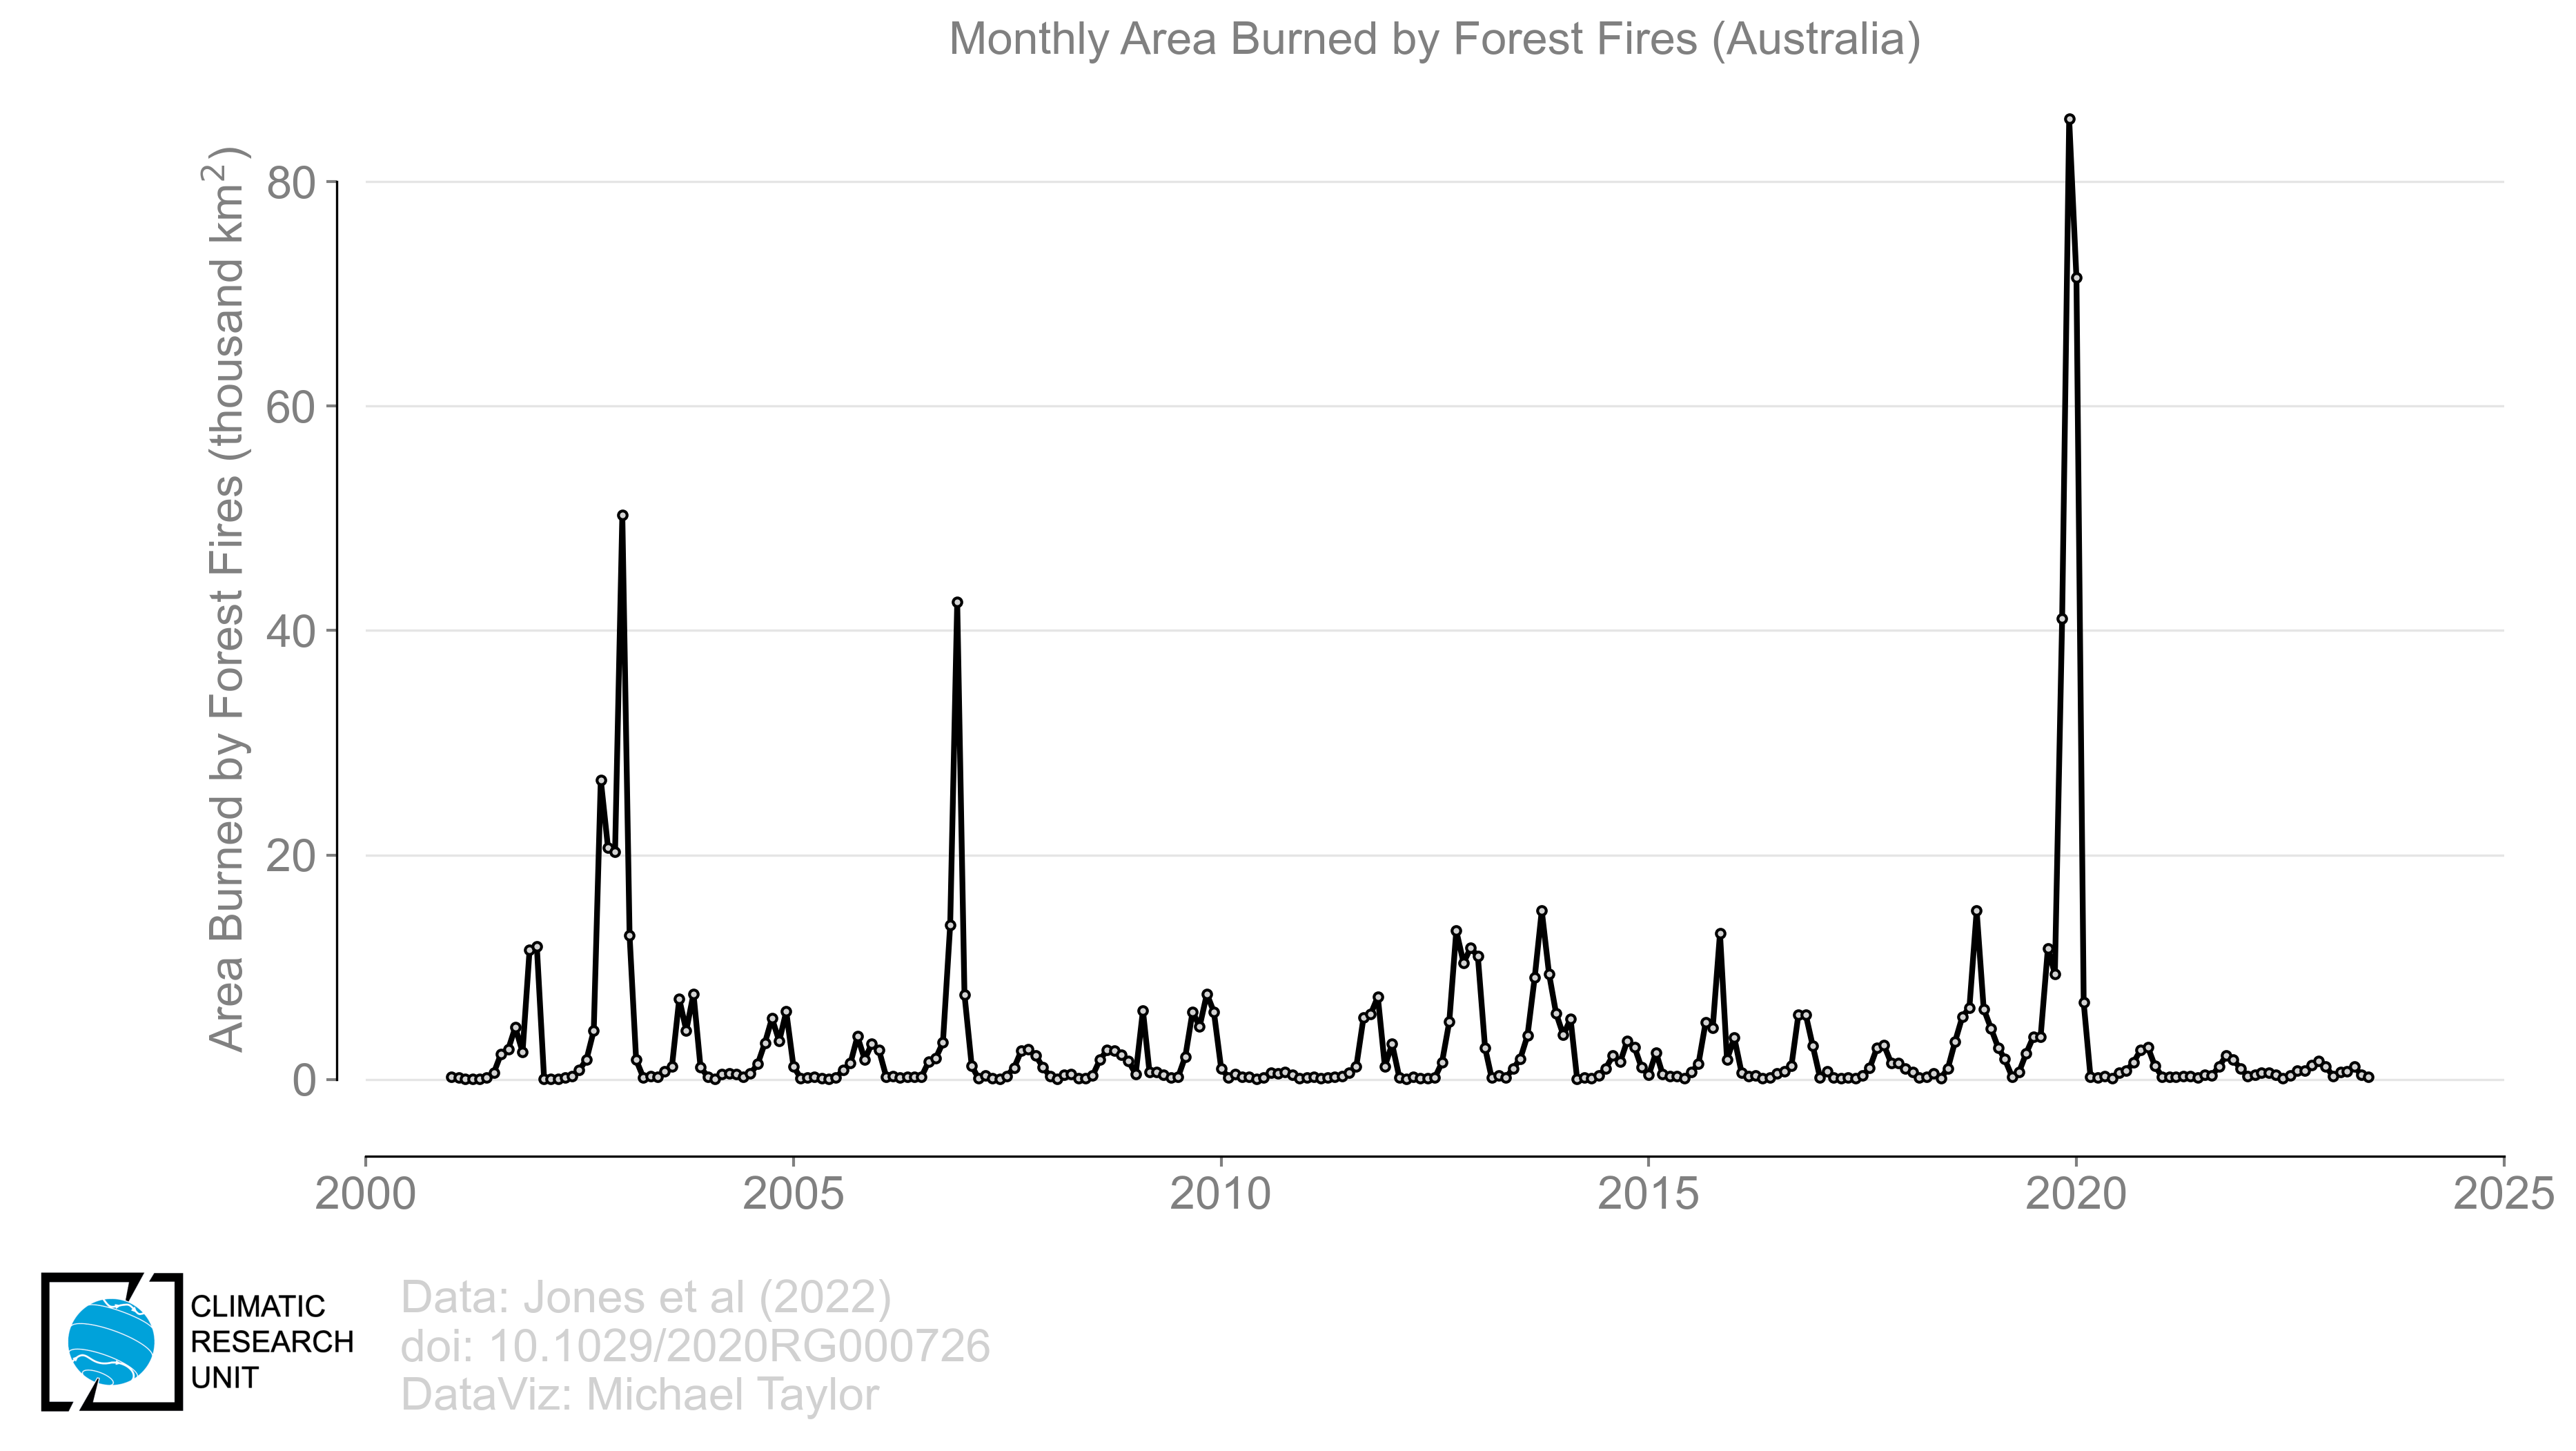 Monthly Area Burned by Forest Fires (Australia)
Area Burned by Forest Fires (thousand km²)
80
60
40
20
0
2000
2005
2010
2015
2020
2025
CLIMATIC
RESEARCH
UNIT
Data: Jones et al (2022)
doi: 10.1029/2020RG000726
DataViz: Michael Taylor